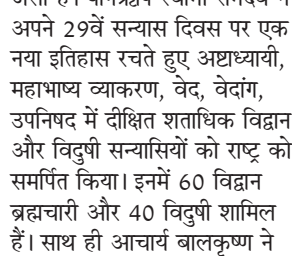 अपने 29वें सन्यास दिवस पर एक
नया इतिहास रचते हुए अष्टाध्यायी,
महाभाष्य व्याकरण, वेद, वेदांग,
उपनिषद में दीक्षित शताधिक विद्वान
और विदुषी सन्यासियों को राष्ट्र को
समर्पित किया। इनमें 60 विद्वान
ब्रह्मचारी और 40 विदुषी शामिल
हैं। साथ ही आचार्य बालकृष्ण ने